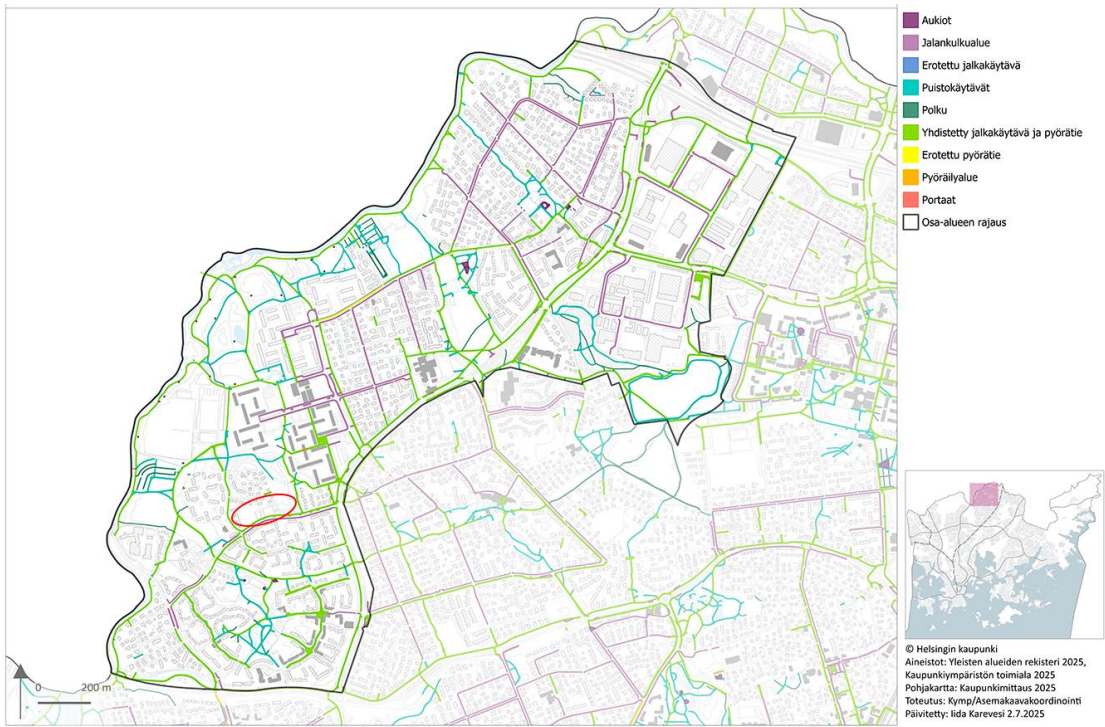 Aukiot
Jalankulkualue
Erotettu jalkakäytävä
Puistokäytävät
Polku
Yhdistetty jalkakäytävä ja pyörätie
Erotettu pyörätie
Pyöräilyalue
Portaat
Osa-alueen rajaus
0 200 m
© Helsingin kaupunki
Aineistot: Yleisten alueiden rekisteri 2025,
Kaupunkiympäristön toimiala 2025
Pohjakartta: Kaupunkimittaus 2025
Toteutus: Kymp/Asemakaavakoordinointi
Päivitetty: Iida Karevesi 2.7.2025